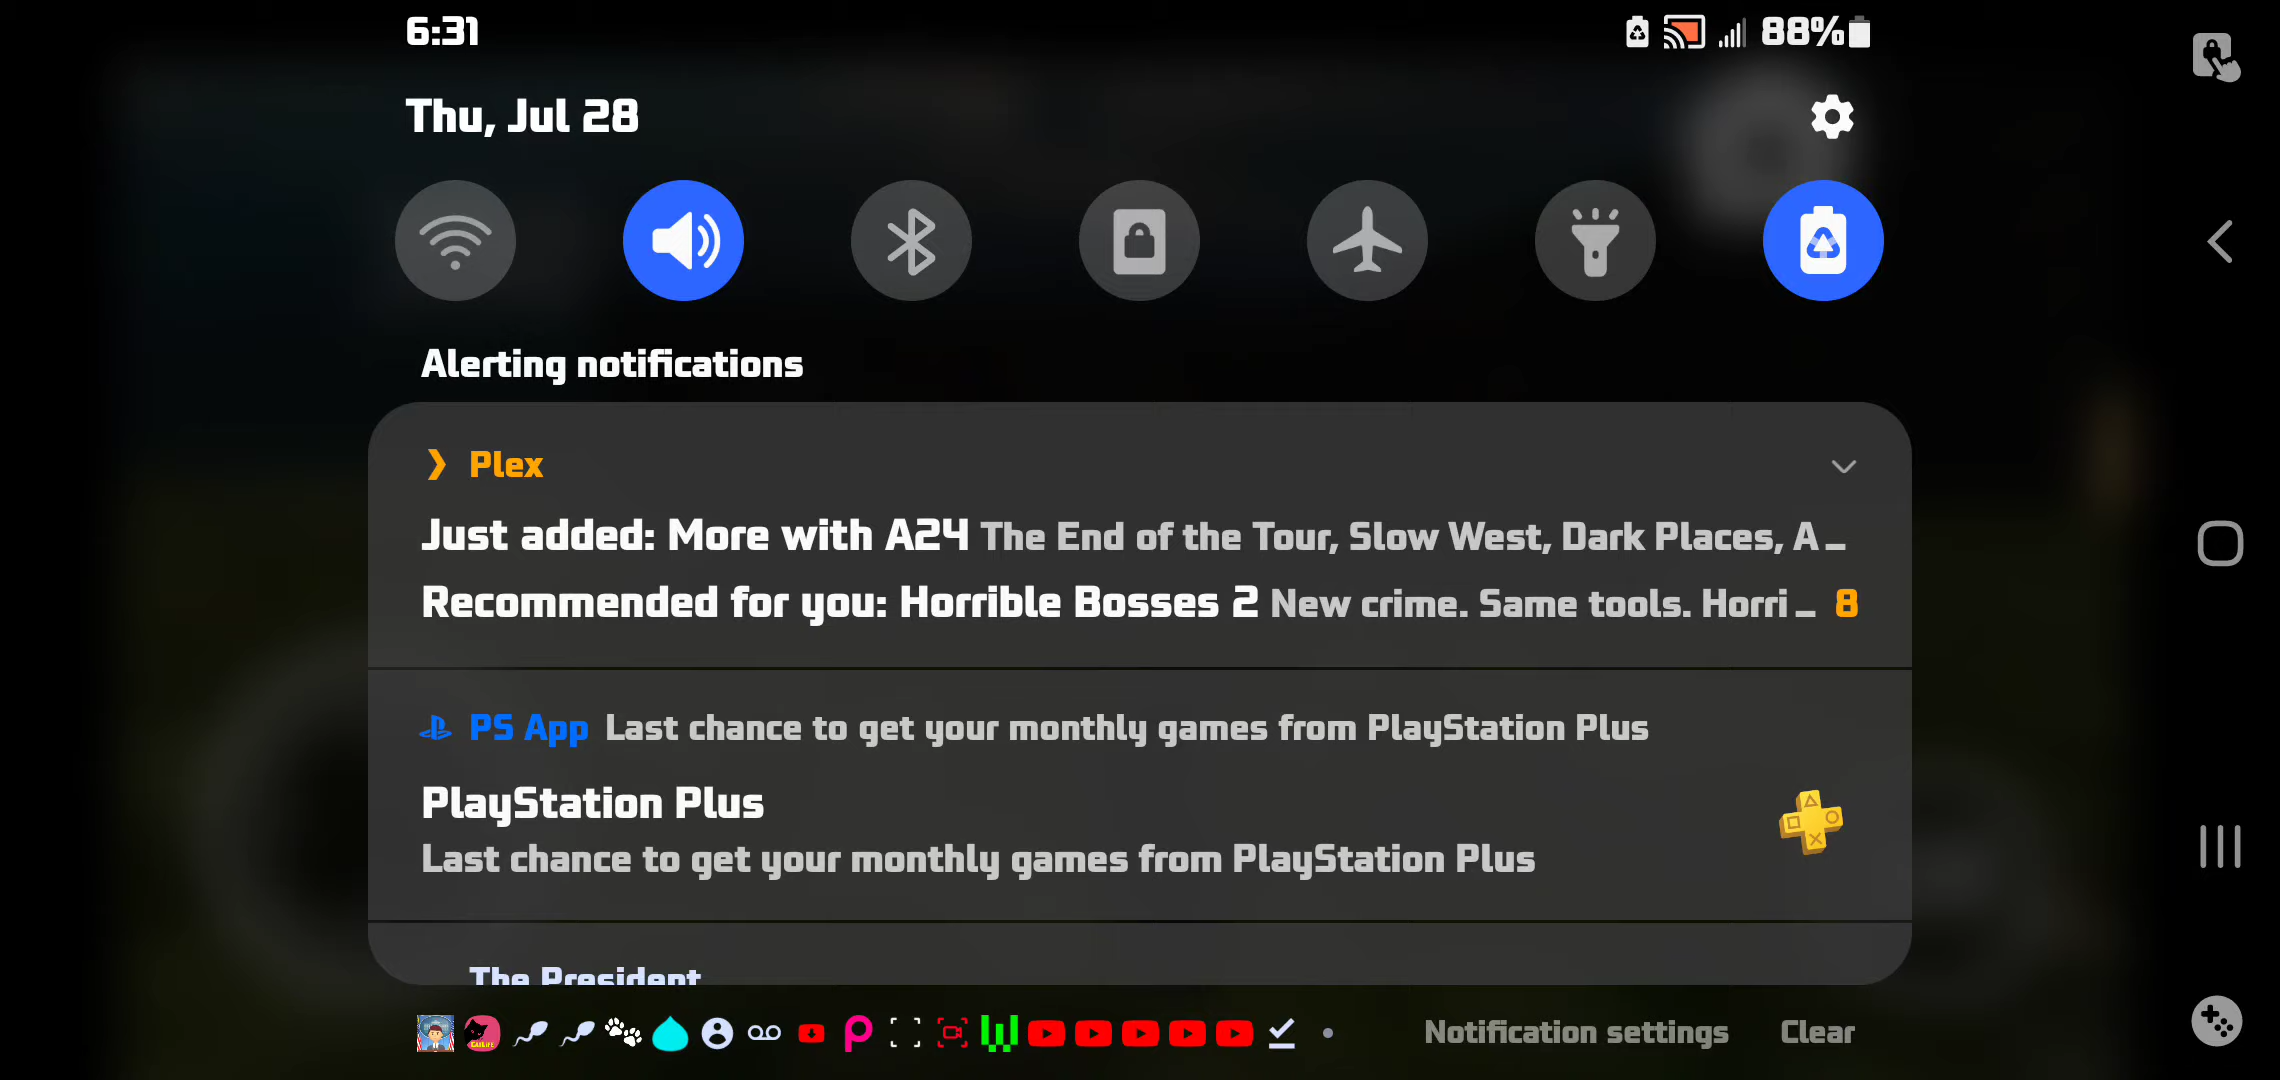 6:31
88%
Thu, Jul 28
Alerting notifications
Plex
Just added: More with A24 The End of the Tour, Slow West, Dark Places, A...
Recommended for you: Horrible Bosses 2 New crime. Same tools. Horri... 8
PS App Last chance to get your monthly games from PlayStation Plus
PlayStation Plus
Last chance to get your monthly games from PlayStation Plus
The President
Notification settings Clear